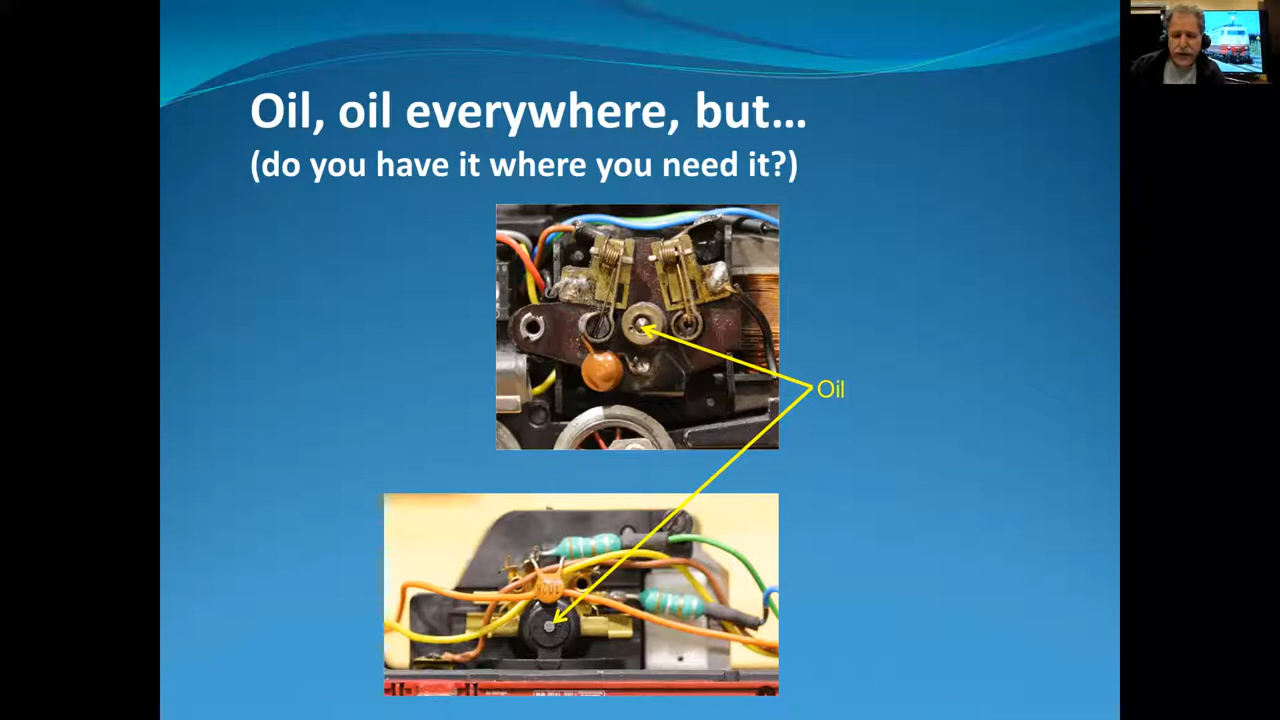 Oil, oil everywhere, but…
(do you have it where you need it?)
Oil